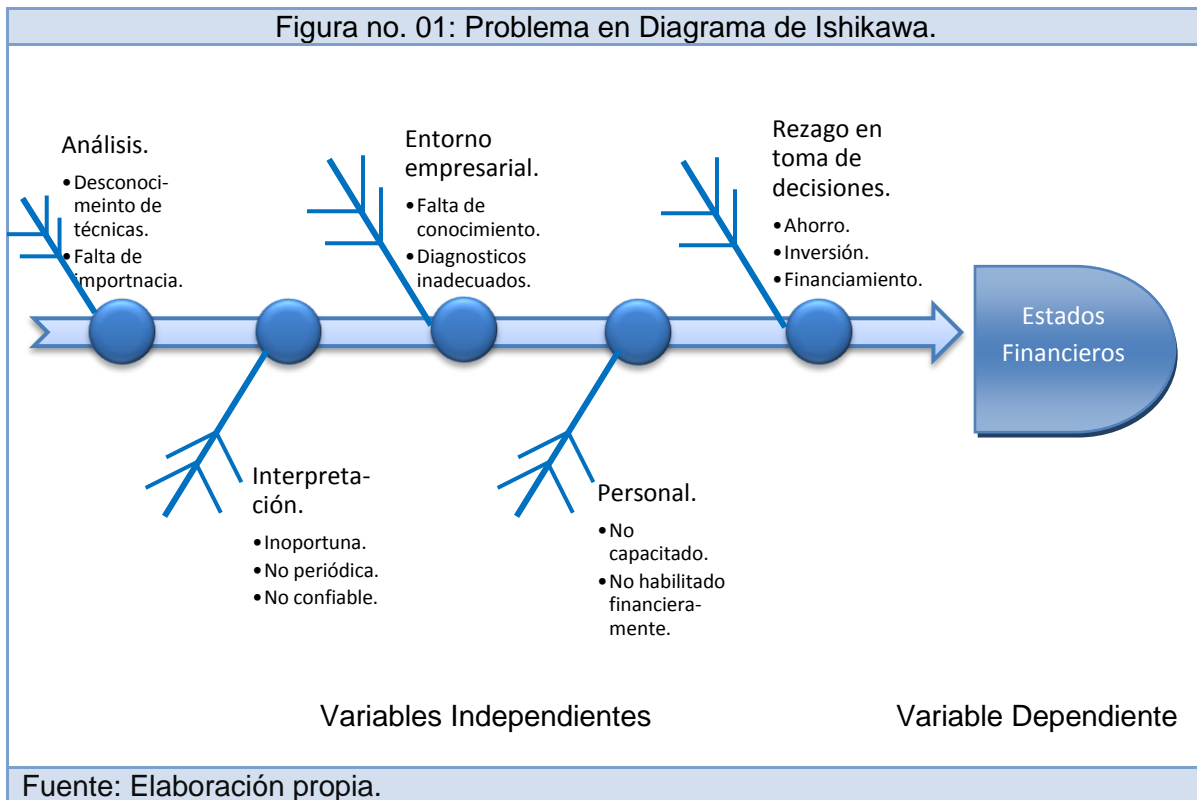 Figura no. 01: Problema en Diagrama de Ishikawa.
Análisis.
•Desconoci-
meinto de
técnicas.
•Falta de
importnacia.
Entorno
empresarial.
•Falta de
conocimiento.
•Diagnosticos
inadecuados.
Rezago en
toma de
decisiones.
•Ahorro.
•Inversión.
•Financiamiento.
Estados
Financieros
Interpreta-
ción.
•Inoportuna.
•No periódica.
•No confiable.
Personal.
•No
capacitado.
•No habilitado
financiera-
mente.
Variables Independientes
Variable Dependiente
Fuente: Elaboración propia.